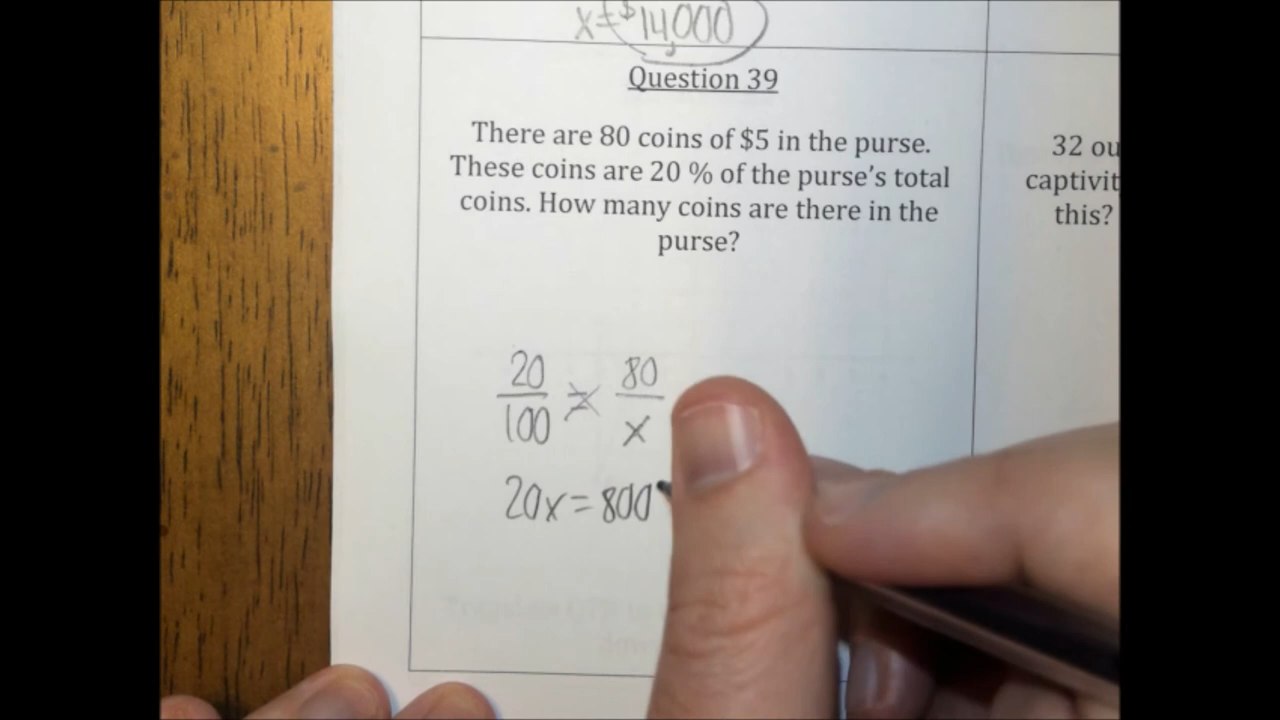 x=$14,000
Question 39
There are 80 coins of $5 in the purse.
These coins are 20 % of the purse's total
coins. How many coins are there in the
purse?
32 ou
captivit
this?
20/100 = 80/x
20x=800